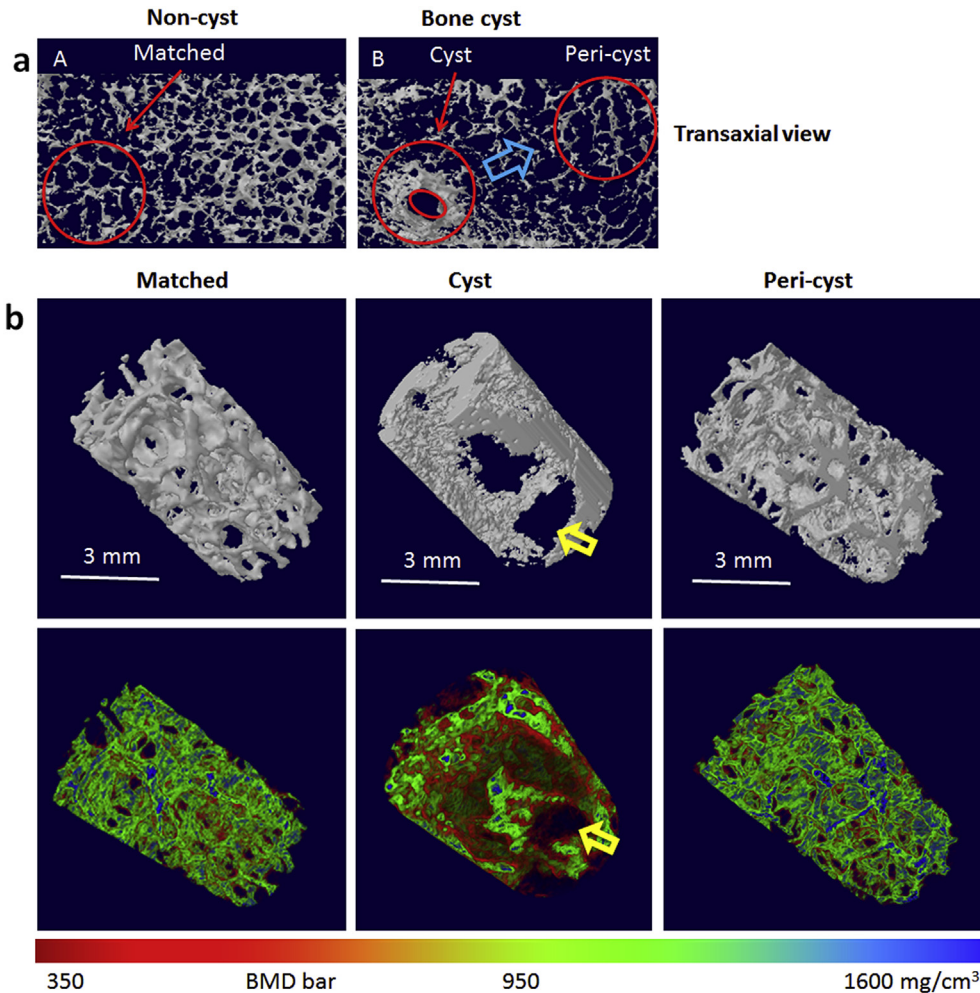 Non-cyst
Bone cyst
a
A
Matched
B
Cyst
Peri-cyst
Transaxial view
Matched
Cyst
Peri-cyst
b
3 mm
3 mm
3 mm
350
BMD bar
950
1600 mg/cm³